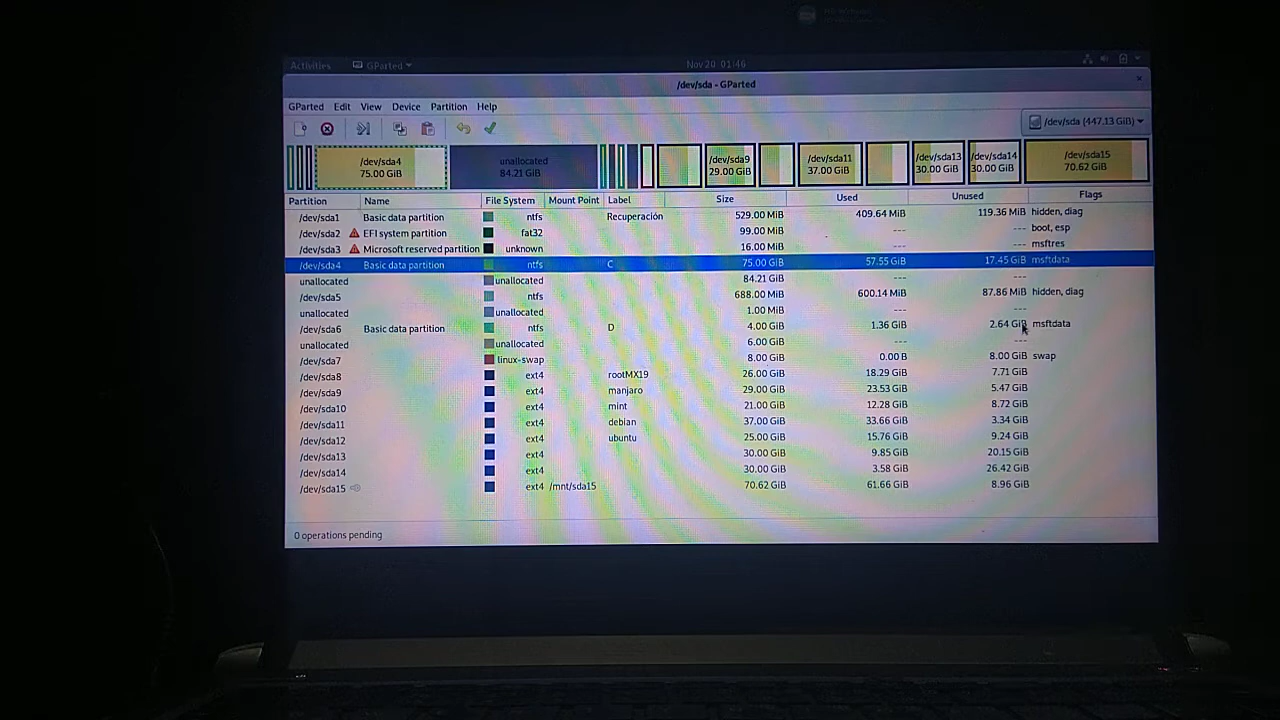 Activities GParted Nov 20 01:46
/dev/sda - GParted
GParted Edit View Device Partition Help
/dev/sda (447.13 GiB)
/dev/sda4 75.00 GiB
unallocated 84.21 GiB
/dev/sda9 29.00 GiB
/dev/sda11 37.00 GiB
/dev/sda13 30.00 GiB
/dev/sda14 30.00 GiB
/dev/sda15 70.62 GiB
Partition Name File System Mount Point Label Size Used Unused Flags
/dev/sda1 Basic data partition ntfs Recuperación 529.00 MiB 409.64 MiB 119.36 MiB hidden, diag
/dev/sda2 EFI system partition fat32 99.00 MiB --- --- boot, esp
/dev/sda3 Microsoft reserved partition unknown 16.00 MiB --- --- msftres
/dev/sda4 Basic data partition ntfs C 75.00 GiB 57.55 GiB 17.45 GiB msftdata
unallocated unallocated 84.21 GiB --- ---
/dev/sda5 ntfs 688.00 MiB 600.14 MiB 87.86 MiB hidden, diag
unallocated unallocated 1.00 MiB --- ---
/dev/sda6 Basic data partition ntfs D 4.00 GiB 1.36 GiB 2.64 GiB msftdata
unallocated unallocated 6.00 GiB --- ---
/dev/sda7 linux-swap 8.00 GiB 0.00 B 8.00 GiB swap
/dev/sda8 ext4 rootMX19 26.00 GiB 18.29 GiB 7.71 GiB
/dev/sda9 ext4 manjaro 29.00 GiB 23.53 GiB 5.47 GiB
/dev/sda10 ext4 mint 21.00 GiB 12.28 GiB 8.72 GiB
/dev/sda11 ext4 debian 37.00 GiB 33.66 GiB 3.34 GiB
/dev/sda12 ext4 ubuntu 25.00 GiB 15.76 GiB 9.24 GiB
/dev/sda13 ext4 30.00 GiB 9.85 GiB 20.15 GiB
/dev/sda14 ext4 30.00 GiB 3.58 GiB 26.42 GiB
/dev/sda15 ext4 /mnt/sda15 70.62 GiB 61.66 GiB 8.96 GiB
0 operations pending